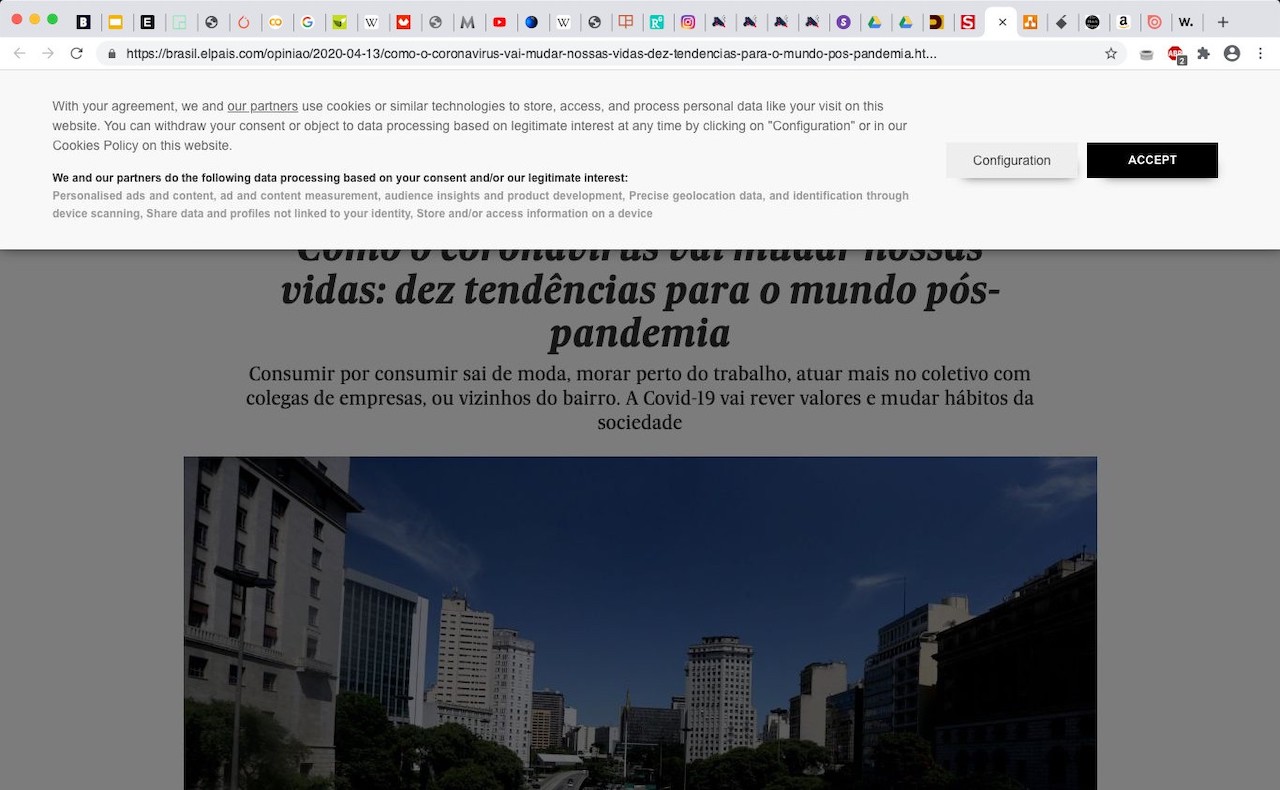 https://brasil.elpais.com/opiniao/2020-04-13/como-o-coronavirus-vai-mudar-nossas-vidas-dez-tendencias-para-o-mundo-pos-pandemia.ht...
ABP
2
With your agreement, we and our partners use cookies or similar technologies to store, access, and process personal data like your visit on this
website. You can withdraw your consent or object to data processing based on legitimate interest at any time by clicking on "Configuration" or in our
Cookies Policy on this website.
We and our partners do the following data processing based on your consent and/or our legitimate interest:
Personalised ads and content, ad and content measurement, audience insights and product development, Precise geolocation data, and identification through
device scanning, Share data and profiles not linked to your identity, Store and/or access information on a device
Configuration
ACCEPT
Como o coronavírus vai mudar nossas
vidas: dez tendências para o mundo pós-
pandemia
Consumir por consumir sai de moda, morar perto do trabalho, atuar mais no coletivo com
colegas de empresas, ou vizinhos do bairro. A Covid-19 vai rever valores e mudar hábitos da
sociedade